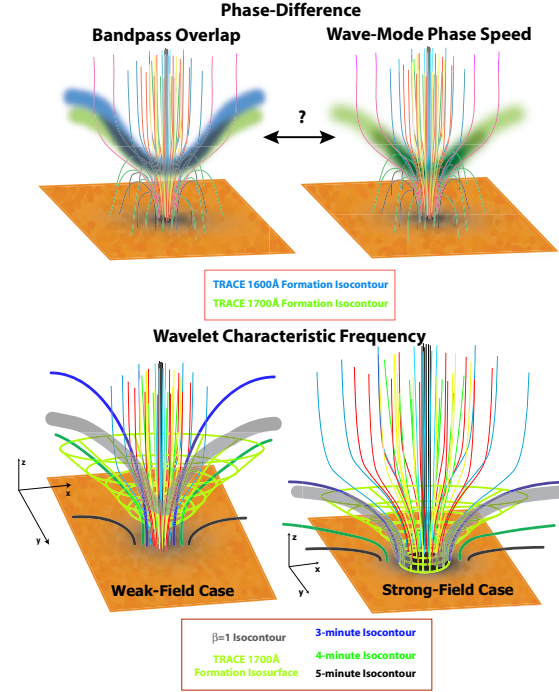 Phase-Difference
Bandpass Overlap
Wave-Mode Phase Speed
?
TRACE 1600Å Formation Isocontour
TRACE 1700Å Formation Isocontour
Wavelet Characteristic Frequency
z
x
y
Weak-Field Case
z
x
y
Strong-Field Case
β=1 Isocontour
TRACE 1700Å
Formation Isosurface
3-minute Isocontour
4-minute Isocontour
5-minute Isocontour